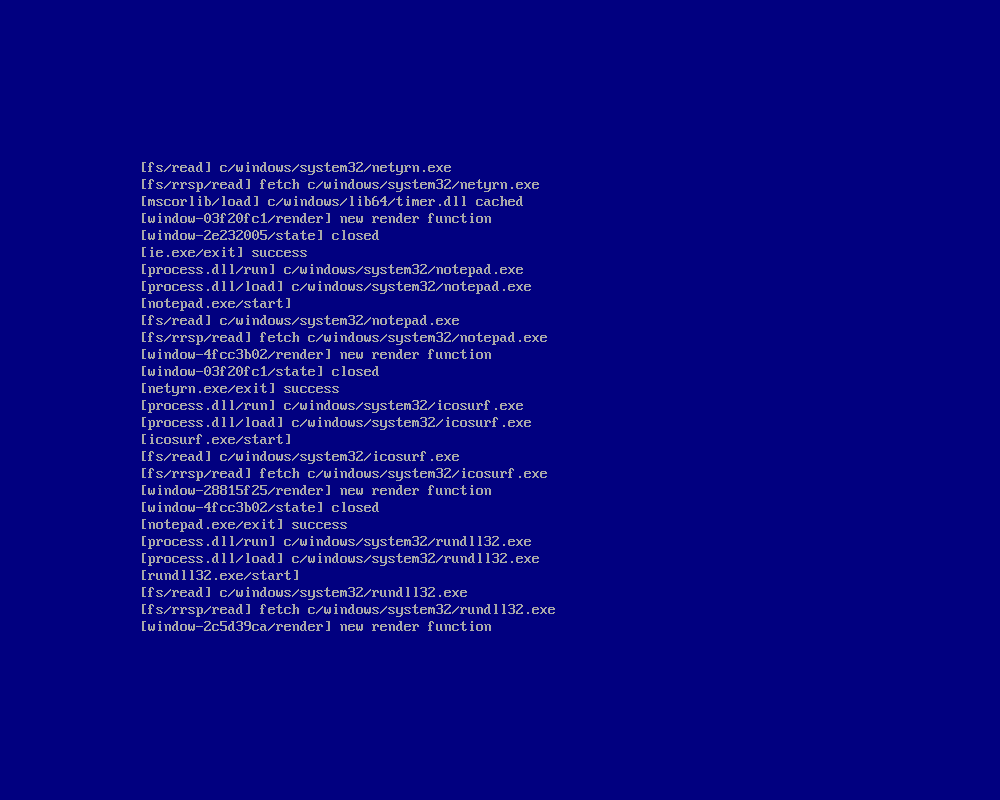 [fs/read] c/windows/system32/netyrn.exe
[fs/rrsp/read] fetch c/windows/system32/netyrn.exe
[mscorlib/load] c/windows/lib64/timer.dll cached
[window-03f20fc1/render] new render function
[window-2e232005/state] closed
[ie.exe/exit] success
[process.dll/run] c/windows/system32/notepad.exe
[process.dll/load] c/windows/system32/notepad.exe
[notepad.exe/start]
[fs/read] c/windows/system32/notepad.exe
[fs/rrsp/read] fetch c/windows/system32/notepad.exe
[window-4fcc3b02/render] new render function
[window-03f20fc1/state] closed
[netyrn.exe/exit] success
[process.dll/run] c/windows/system32/icosurf.exe
[process.dll/load] c/windows/system32/icosurf.exe
[icosurf.exe/start]
[fs/read] c/windows/system32/icosurf.exe
[fs/rrsp/read] fetch c/windows/system32/icosurf.exe
[window-28815f25/render] new render function
[window-4fcc3b02/state] closed
[notepad.exe/exit] success
[process.dll/run] c/windows/system32/rundll32.exe
[process.dll/load] c/windows/system32/rundll32.exe
[rundll32.exe/start]
[fs/read] c/windows/system32/rundll32.exe
[fs/rrsp/read] fetch c/windows/system32/rundll32.exe
[window-2c5d39ca/render] new render function